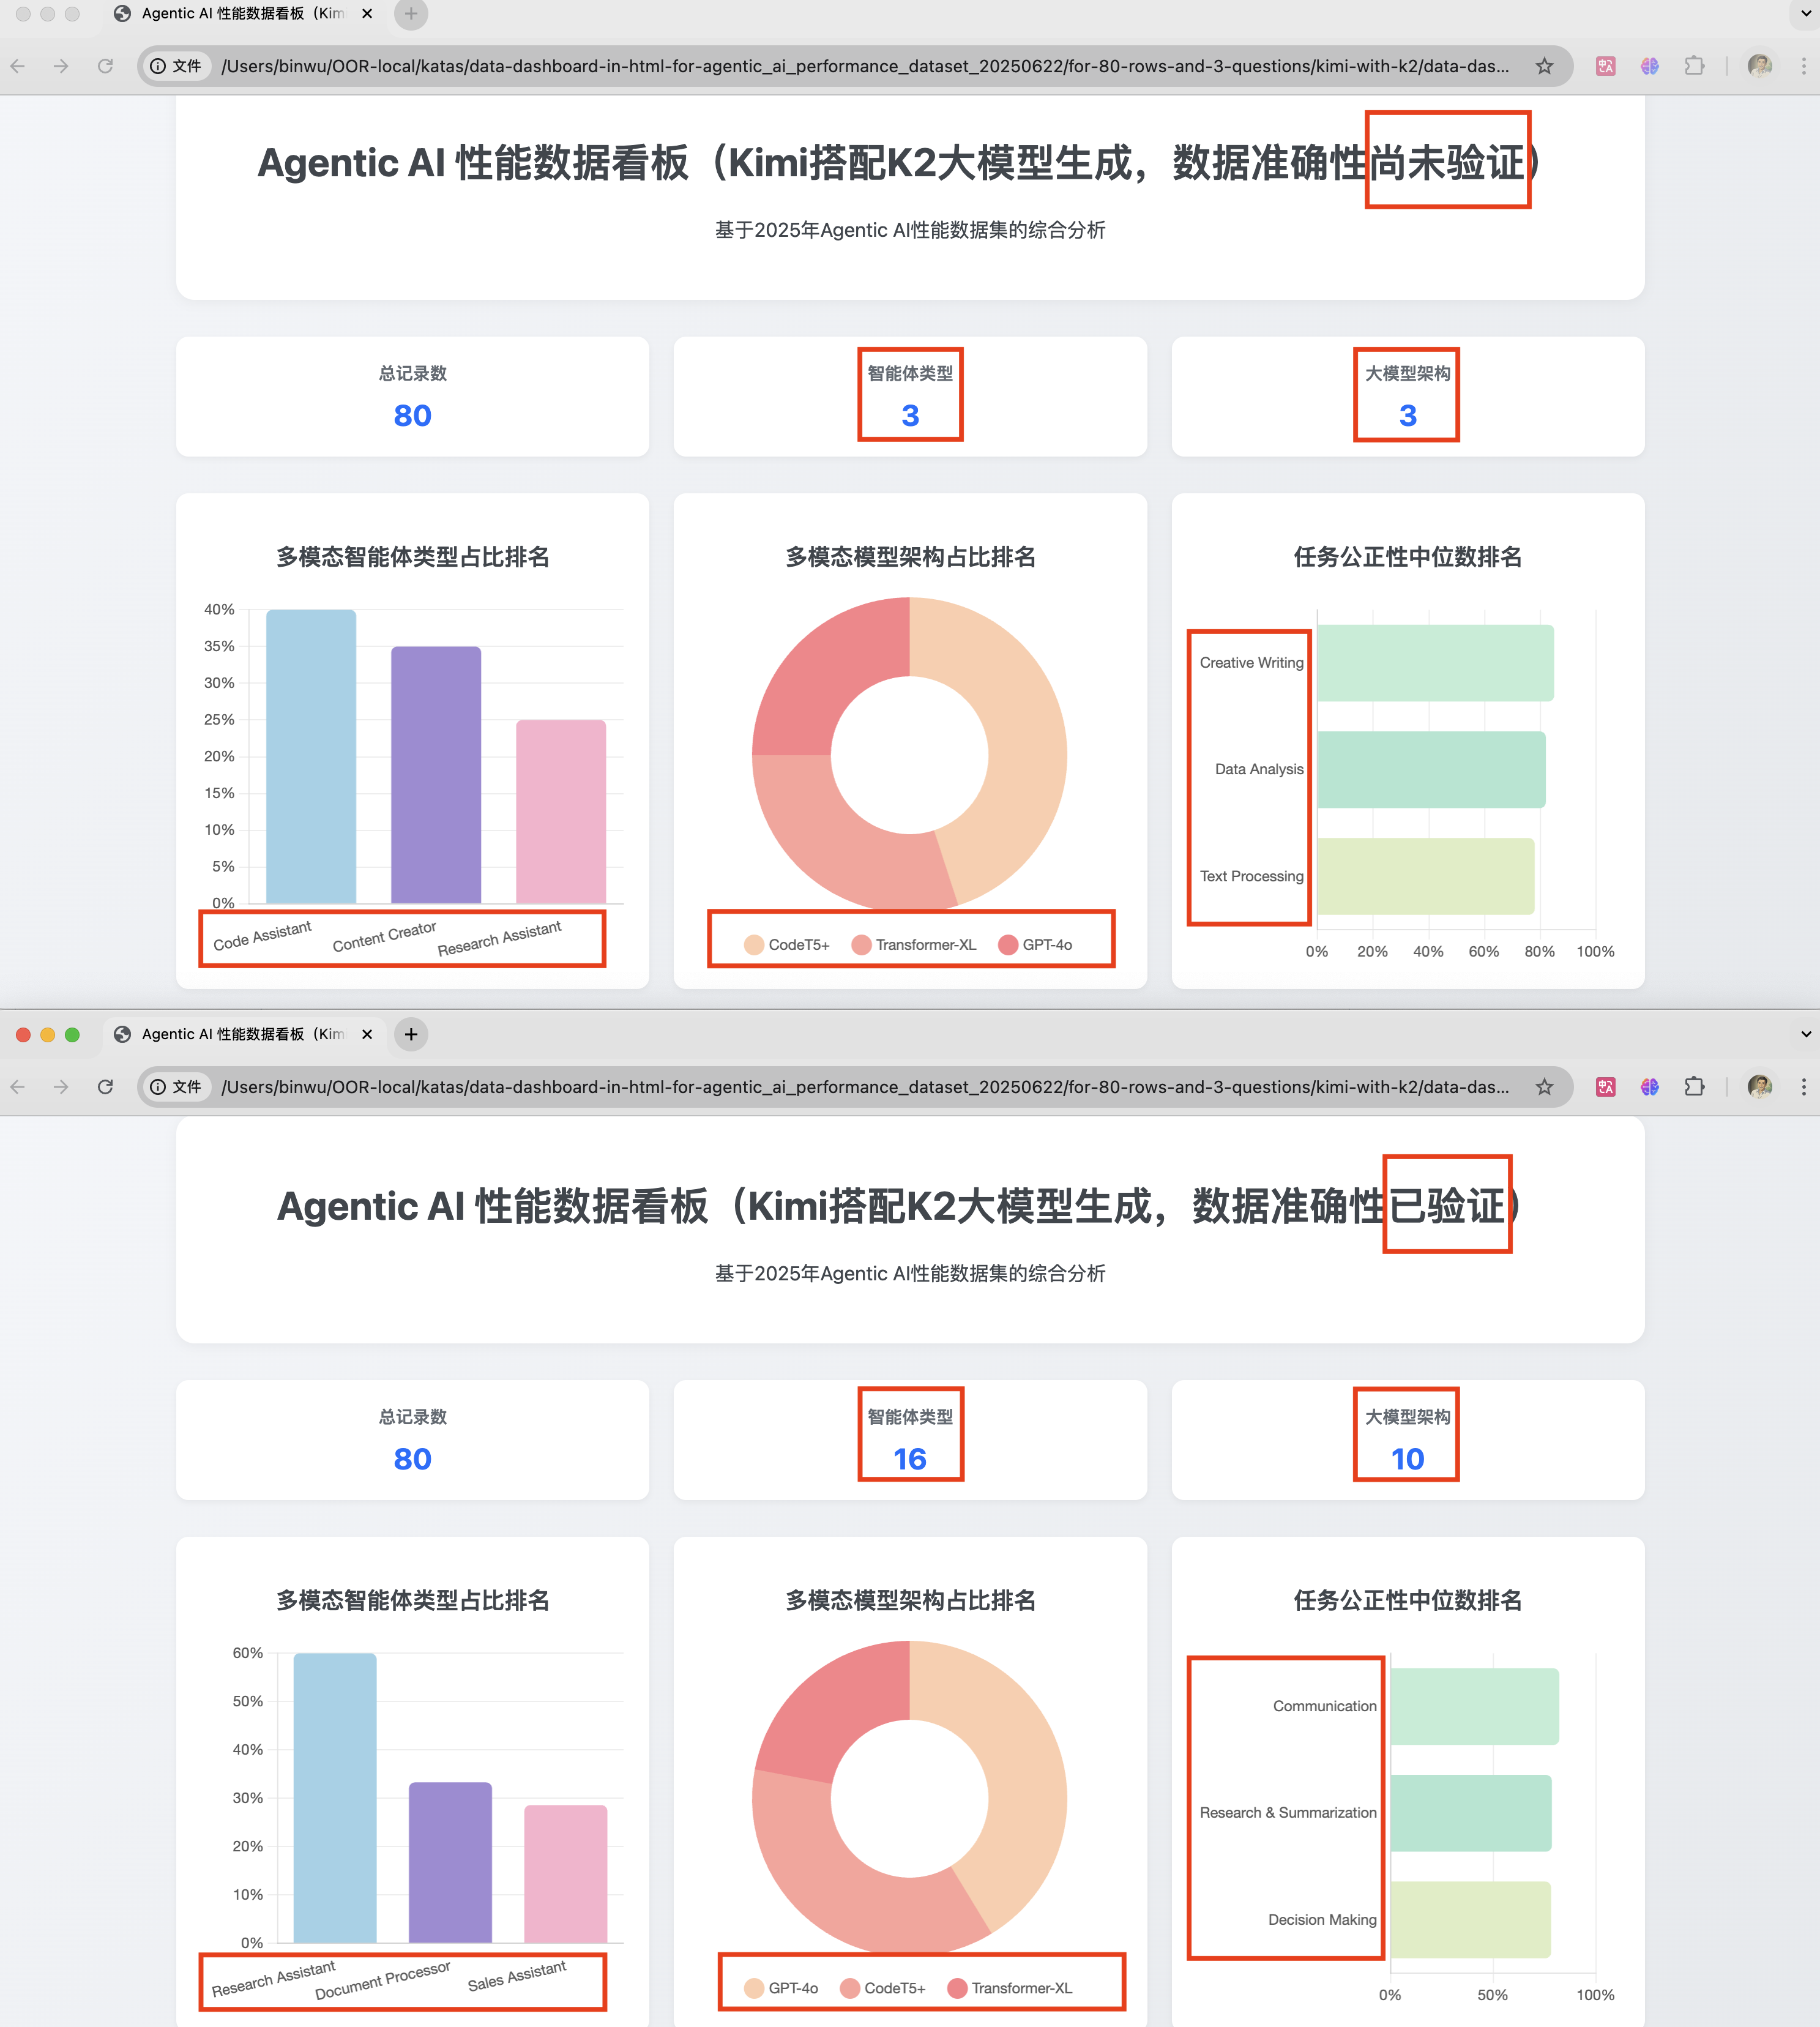 Agentic AI 性能数据看板（Kim
文件 /Users/binwu/OOR-local/katas/data-dashboard-in-html-for-agentic_ai_performance_dataset_20250622/for-80-rows-and-3-questions/kimi-with-k2/data-das...
Agentic AI 性能数据看板（Kimi搭配K2大模型生成，数据准确性尚未验证）
基于2025年Agentic AI性能数据集的综合分析
总记录数
80
智能体类型
3
大模型架构
3
多模态智能体类型占比排名
40%
35%
30%
25%
20%
15%
10%
5%
0%
Code Assistant
Content Creator
Research Assistant
多模态模型架构占比排名
CodeT5+ Transformer-XL GPT-4o
任务公正性中位数排名
Creative Writing
Data Analysis
Text Processing
0% 20% 40% 60% 80% 100%
Agentic AI 性能数据看板（Kim
文件 /Users/binwu/OOR-local/katas/data-dashboard-in-html-for-agentic_ai_performance_dataset_20250622/for-80-rows-and-3-questions/kimi-with-k2/data-das...
Agentic AI 性能数据看板（Kimi搭配K2大模型生成，数据准确性已验证）
基于2025年Agentic AI性能数据集的综合分析
总记录数
80
智能体类型
16
大模型架构
10
多模态智能体类型占比排名
60%
50%
40%
30%
20%
10%
0%
Research Assistant
Document Processor
Sales Assistant
多模态模型架构占比排名
GPT-4o CodeT5+ Transformer-XL
任务公正性中位数排名
Communication
Research & Summarization
Decision Making
0% 50% 100%